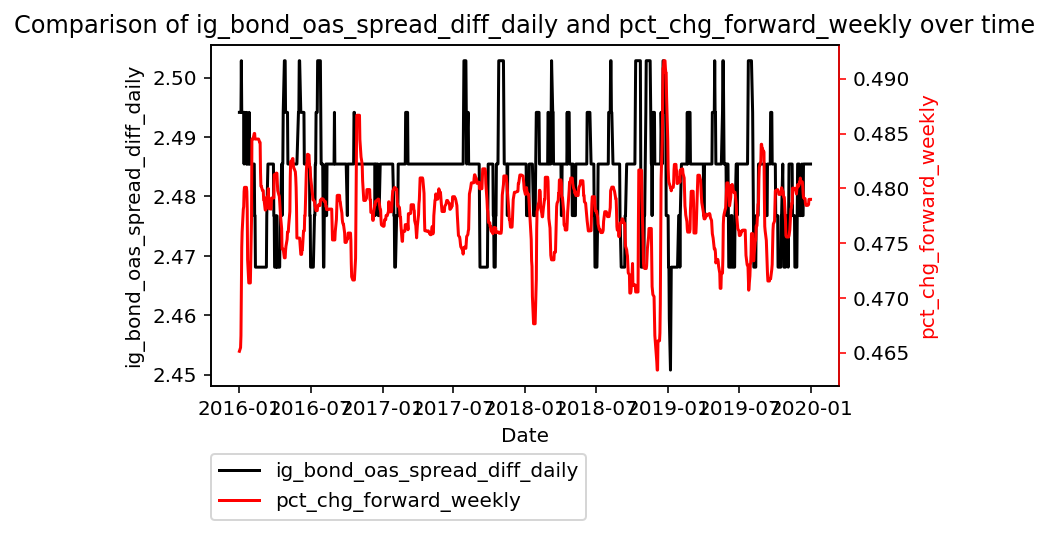 Comparison of ig_bond_oas_spread_diff_daily and pct_chg_forward_weekly over time
ig_bond_oas_spread_diff_daily
2.50
2.49
2.48
2.47
2.46
2.45
0.490
0.485
0.480
0.475
0.470
0.465
pct_chg_forward_weekly
2016-01 2016-07 2017-01 2017-07 2018-01 2018-07 2019-01 2019-07 2020-01
Date
ig_bond_oas_spread_diff_daily
pct_chg_forward_weekly